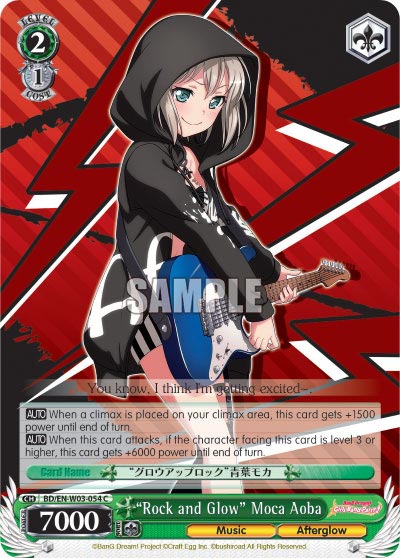 LEVEL
2
1
COST
SAMPLE
You know, I think I'm getting excited~.
AUTO When a climax is placed on your climax area, this card gets +1500
power until end of turn.
AUTO When this card attacks, if the character facing this card is level 3 or
higher, this card gets +6000 power until end of turn.
Card Name “グロウアップロック”青葉モカ
CH BD/EN-W03-054 C
“Rock and Glow” Moca Aoba
POWER
7000
Music
Afterglow
©BanG Dream! Project ©Craft Egg Inc. ©bushiroad All Rights Reserved.